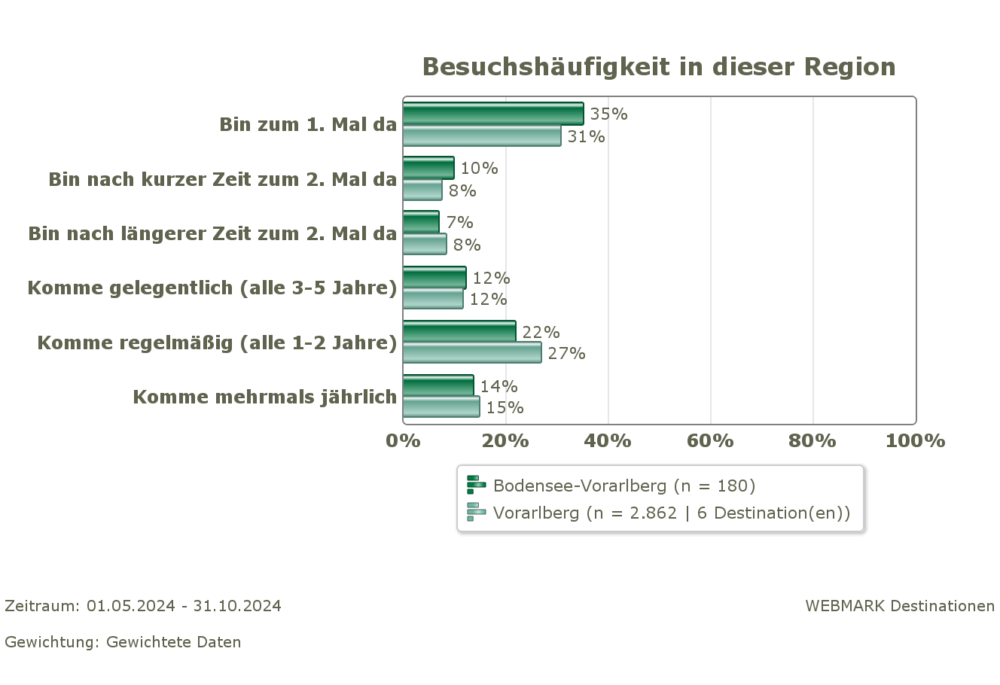 Besuchshäufigkeit in dieser Region
Bin zum 1. Mal da
35%
31%
Bin nach kurzer Zeit zum 2. Mal da
10%
8%
Bin nach längerer Zeit zum 2. Mal da
7%
8%
Komme gelegentlich (alle 3-5 Jahre)
12%
12%
Komme regelmäßig (alle 1-2 Jahre)
22%
27%
Komme mehrmals jährlich
14%
15%
0% 20% 40% 60% 80% 100%
Bodensee-Vorarlberg (n = 180)
Vorarlberg (n = 2.862 | 6 Destination(en))
Zeitraum: 01.05.2024 - 31.10.2024
WEBMARK Destinationen
Gewichtung: Gewichtete Daten